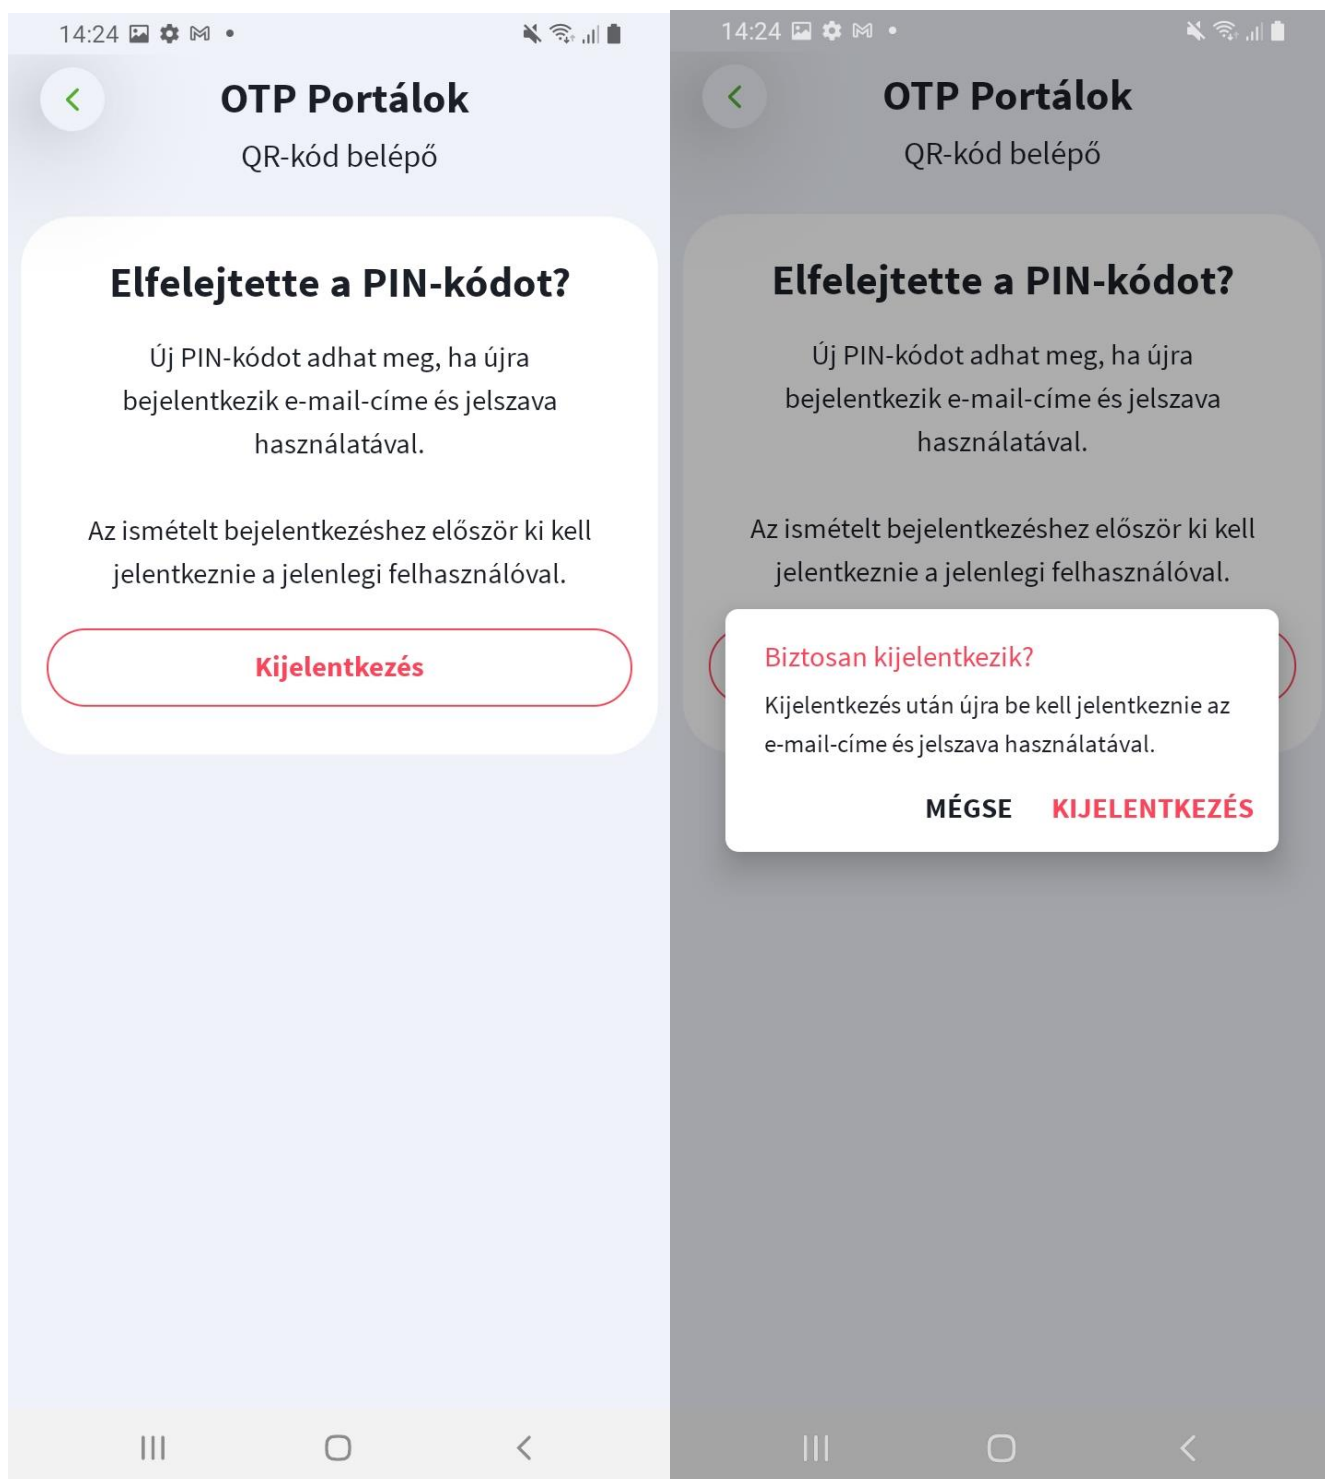 14:24
OTP Portálok
QR-kód belépő
Elfelejtette a PIN-kódot?
Új PIN-kódot adhat meg, ha újra
bejelentkezik e-mail-címe és jelszava
használatával.
Az ismételt bejelentkezéshez először ki kell
jelentkeznie a jelenlegi felhasználóval.
Kijelentkezés
14:24
OTP Portálok
QR-kód belépő
Elfelejtette a PIN-kódot?
Új PIN-kódot adhat meg, ha újra
bejelentkezik e-mail-címe és jelszava
használatával.
Az ismételt bejelentkezéshez először ki kell
jelentkeznie a jelenlegi felhasználóval.
Biztosan kijelentkezik?
Kijelentkezés után újra be kell jelentkeznie az
e-mail-címe és jelszava használatával.
MÉGSE KIJELENTKEZÉS